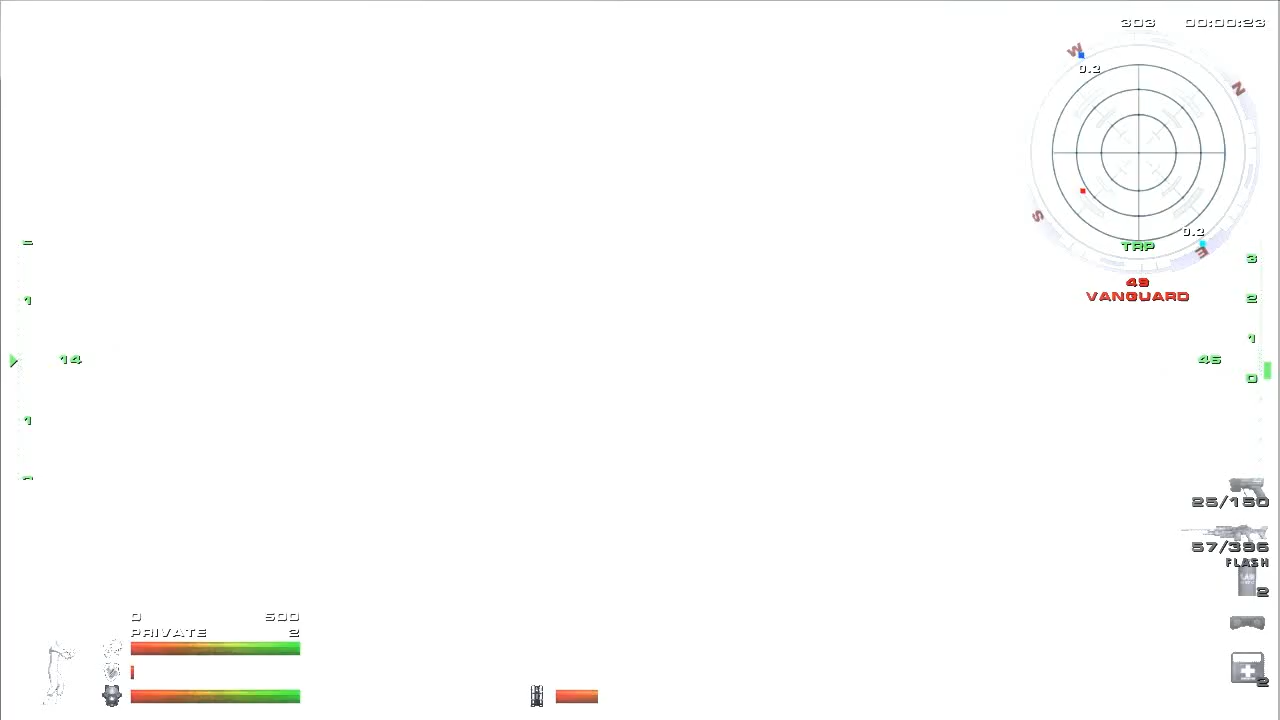 303 00:00:23
W
N
0.2
S
0.2
E
TRP
49
VANGUARD
3
2
1
0
1
14
1
45
25/150
57/396
FLASH
2
2
0 500
PRIVATE 2